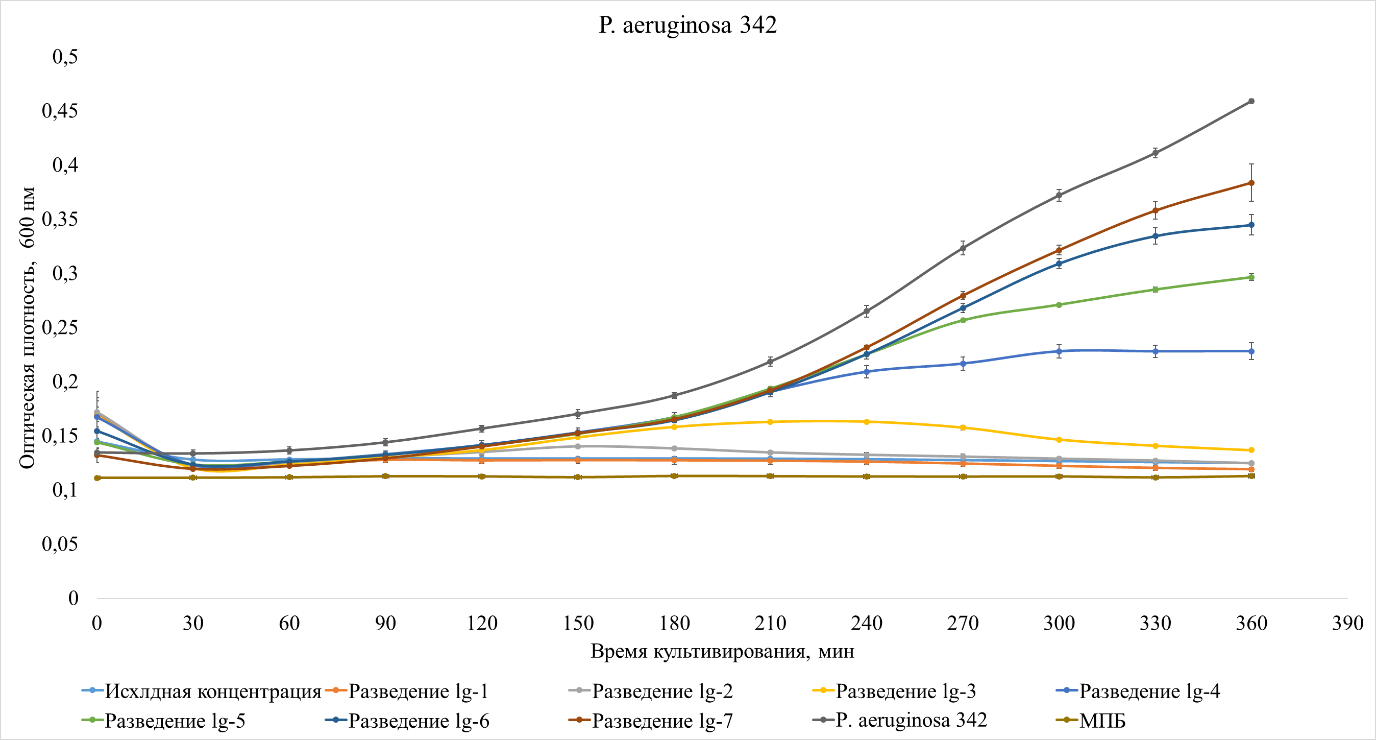 P. aeruginosa 342
0,5
0,45
0,4
0,35
0,3
0,25
0,2
0,15
0,1
0,05
0
Оптическая плотность, 600 нм
0 30 60 90 120 150 180 210 240 270 300 330 360 390
Время культивирования, мин
Исхлдная концентрация Разведение lg-1 Разведение lg-2 Разведение lg-3 Разведение lg-4
Разведение lg-5 Разведение lg-6 Разведение lg-7 P. aeruginosa 342 МПБ